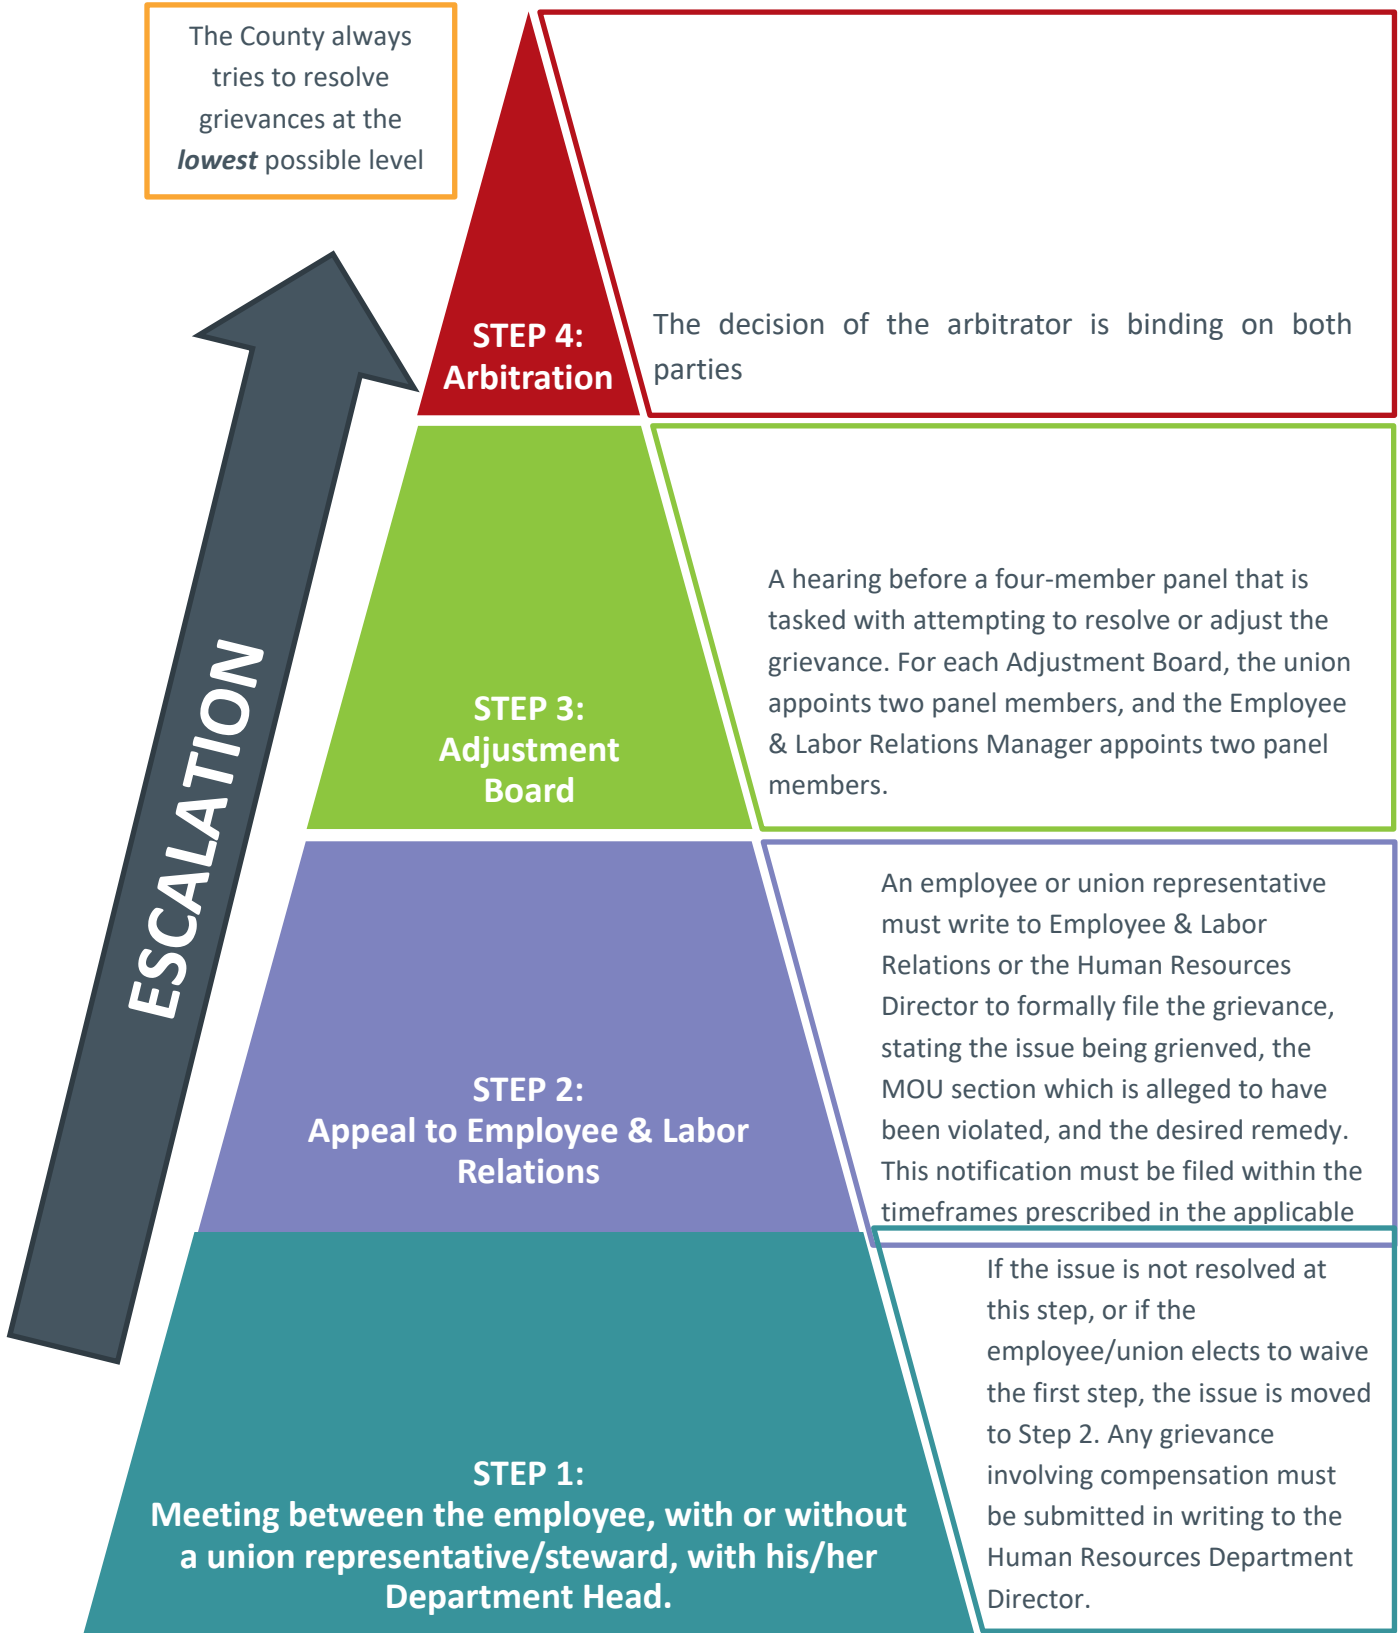 The County always
tries to resolve
grievances at the
lowest possible level
ESCALATION
STEP 4:
Arbitration
The decision of the arbitrator is binding on both
parties
STEP 3:
Adjustment
Board
A hearing before a four-member panel that is
tasked with attempting to resolve or adjust the
grievance. For each Adjustment Board, the union
appoints two panel members, and the Employee
& Labor Relations Manager appoints two panel
members.
STEP 2:
Appeal to Employee & Labor
Relations
An employee or union representative
must write to Employee & Labor
Relations or the Human Resources
Director to formally file the grievance,
stating the issue being grienved, the
MOU section which is alleged to have
been violated, and the desired remedy.
This notification must be filed within the
timeframes prescribed in the applicable
STEP 1:
Meeting between the employee, with or without
a union representative/steward, with his/her
Department Head.
If the issue is not resolved at
this step, or if the
employee/union elects to waive
the first step, the issue is moved
to Step 2. Any grievance
involving compensation must
be submitted in writing to the
Human Resources Department
Director.